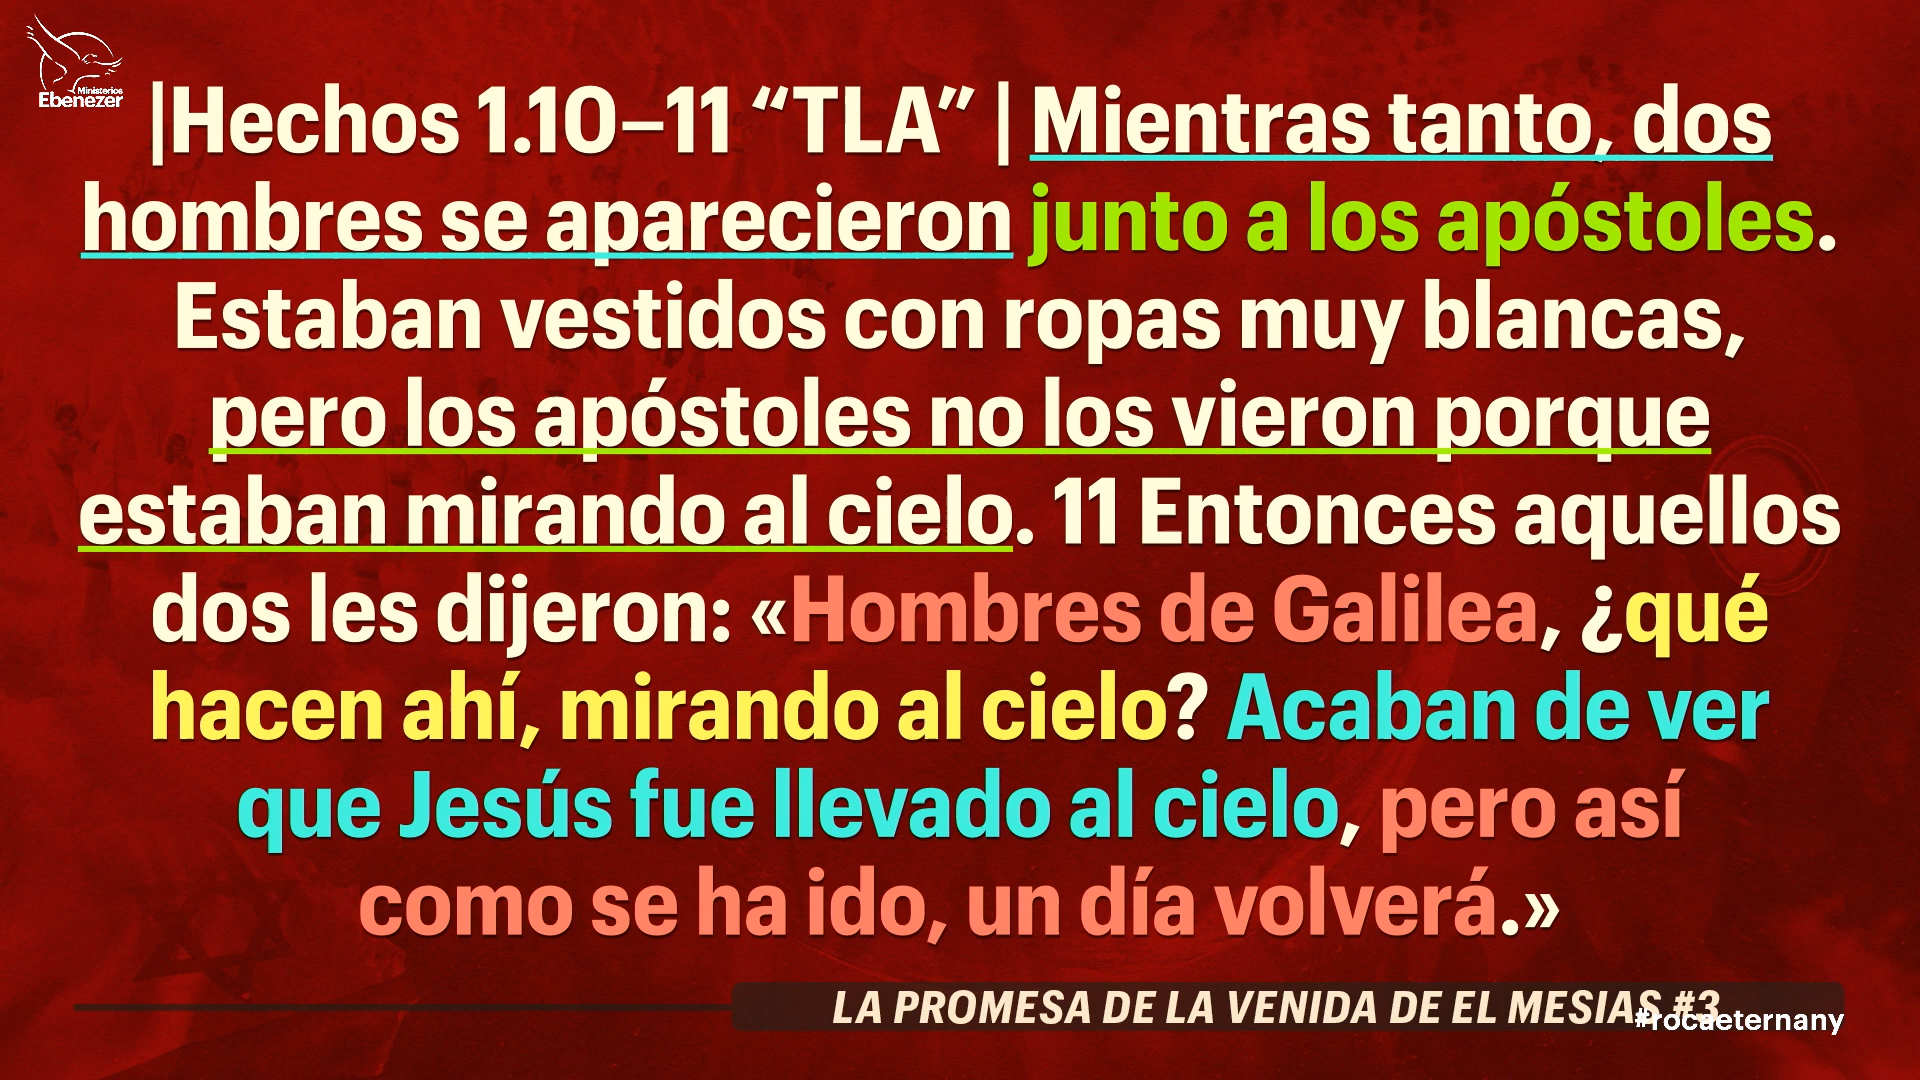 Ministerios
Ebenezer
|Hechos 1.10–11 “TLA” | Mientras tanto, dos
hombres se aparecieron junto a los apóstoles.
Estaban vestidos con ropas muy blancas,
pero los apóstoles no los vieron porque
estaban mirando al cielo. 11 Entonces aquellos
dos les dijeron: «Hombres de Galilea, ¿qué
hacen ahí, mirando al cielo? Acaban de ver
que Jesús fue llevado al cielo, pero así
como se ha ido, un día volverá.»
LA PROMESA DE LA VENIDA DE EL MESIAS #3
#rocaeternany